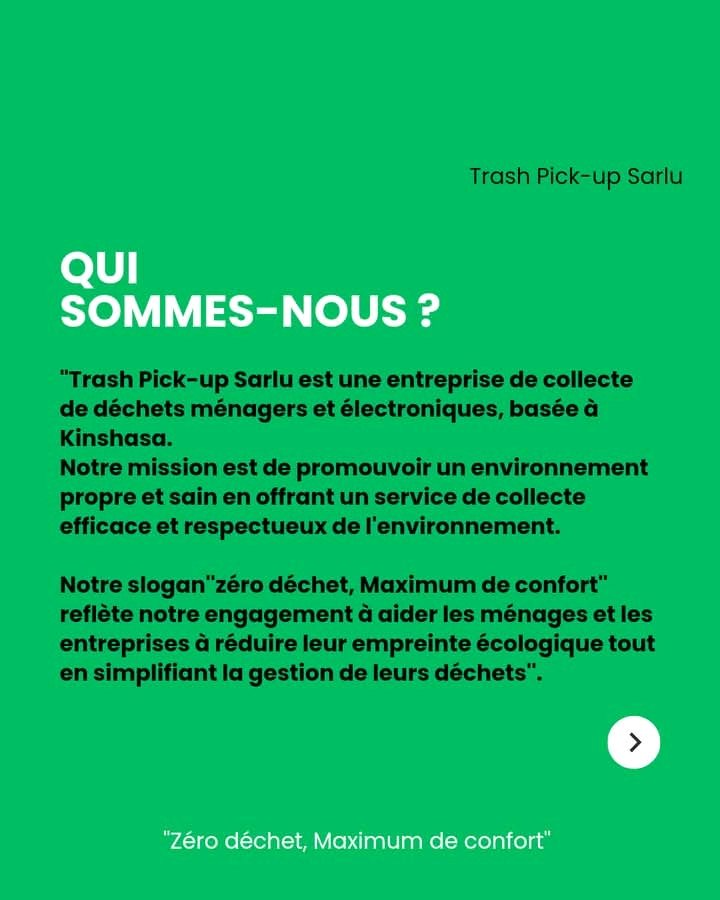 Trash Pick-up Sarlu
QUI
SOMMES-NOUS ?
"Trash Pick-up Sarlu est une entreprise de collecte
de déchets ménagers et électroniques, basée à
Kinshasa.
Notre mission est de promouvoir un environnement
propre et sain en offrant un service de collecte
efficace et respectueux de l'environnement.
Notre slogan"zéro déchet, Maximum de confort"
reflète notre engagement à aider les ménages et les
entreprises à réduire leur empreinte écologique tout
en simplifiant la gestion de leurs déchets".
"Zéro déchet, Maximum de confort"